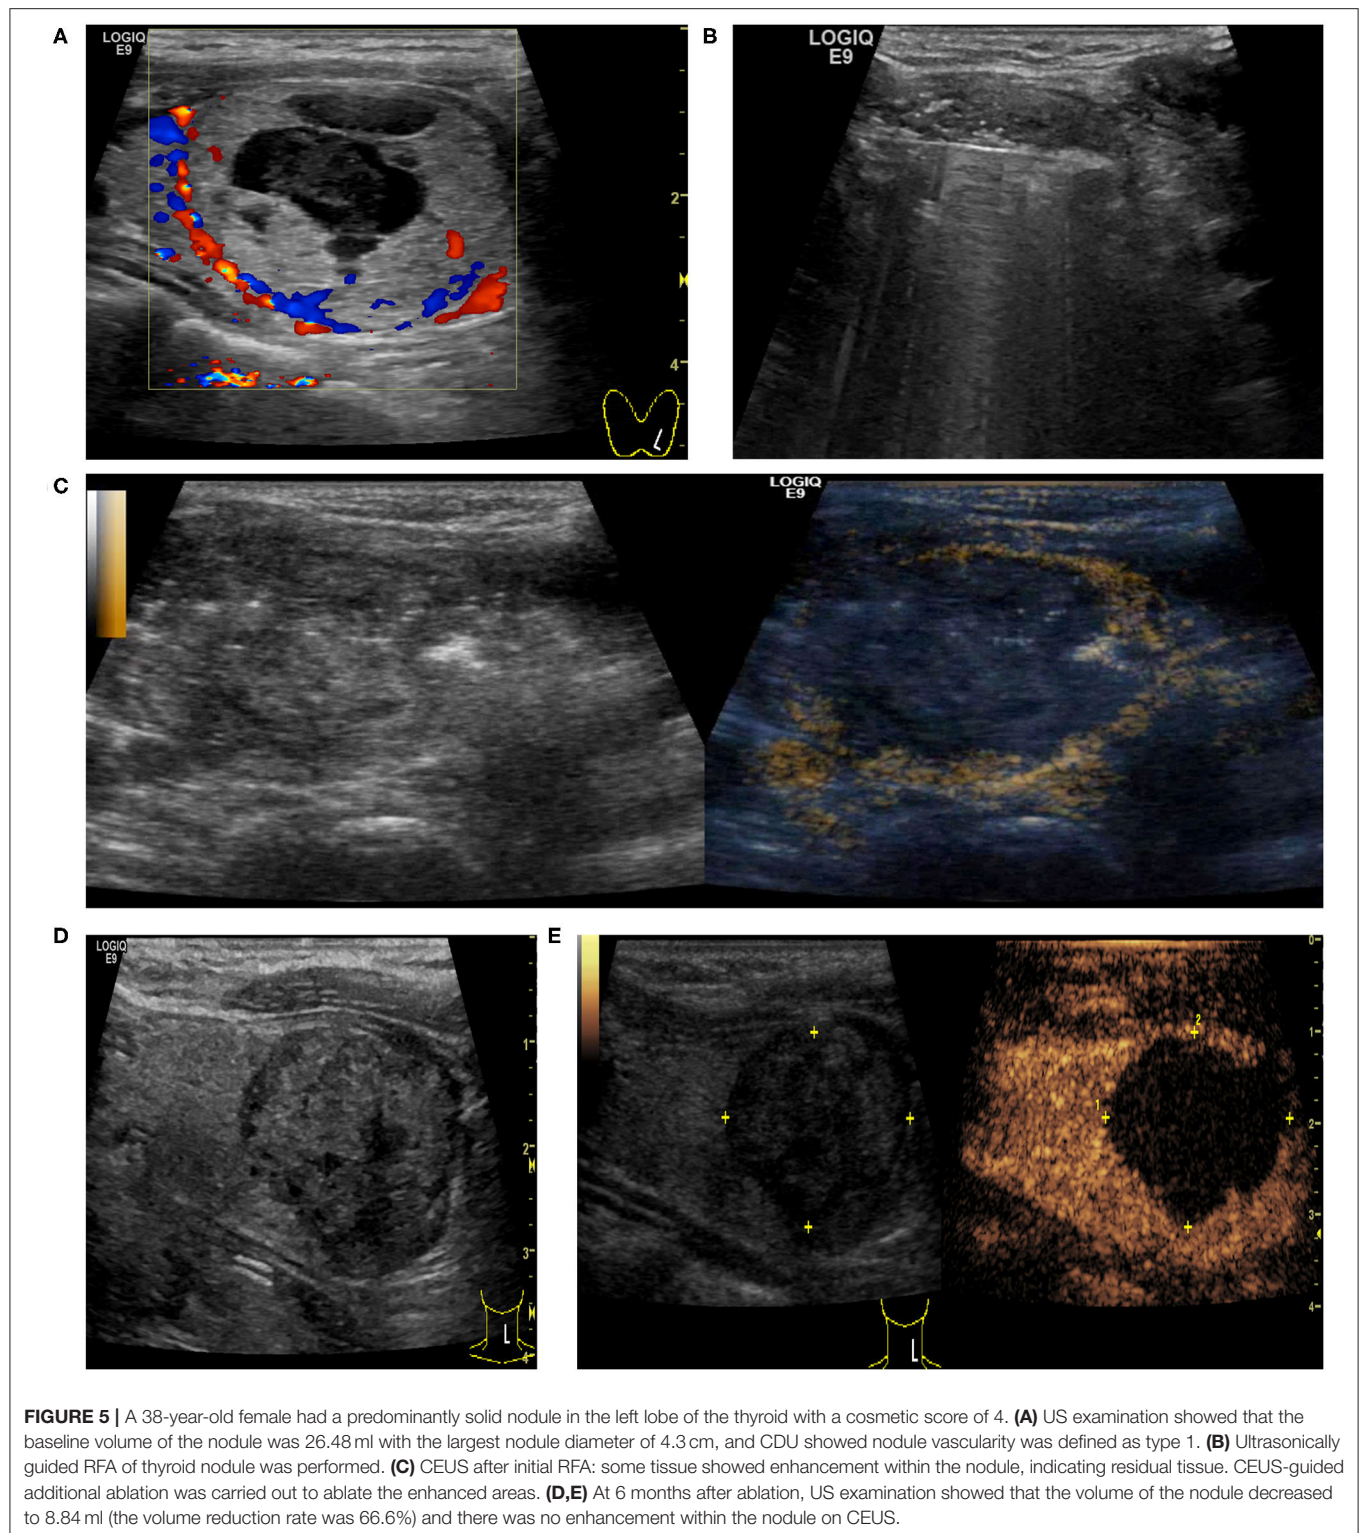 A
LOGIQ
E9
2
4
B
LOGIQ
E9
C
LOGIQ
E9
D
LOGIQ
E9
1
2
3
4
L
E
0
1
2
3
4
2
1
L
FIGURE 5 | A 38-year-old female had a predominantly solid nodule in the left lobe of the thyroid with a cosmetic score of 4. (A) US examination showed that the
baseline volume of the nodule was 26.48 ml with the largest nodule diameter of 4.3 cm, and CDU showed nodule vascularity was defined as type 1. (B) Ultrasonically
guided RFA of thyroid nodule was performed. (C) CEUS after initial RFA: some tissue showed enhancement within the nodule, indicating residual tissue. CEUS-guided
additional ablation was carried out to ablate the enhanced areas. (D,E) At 6 months after ablation, US examination showed that the volume of the nodule decreased
to 8.84 ml (the volume reduction rate was 66.6%) and there was no enhancement within the nodule on CEUS.